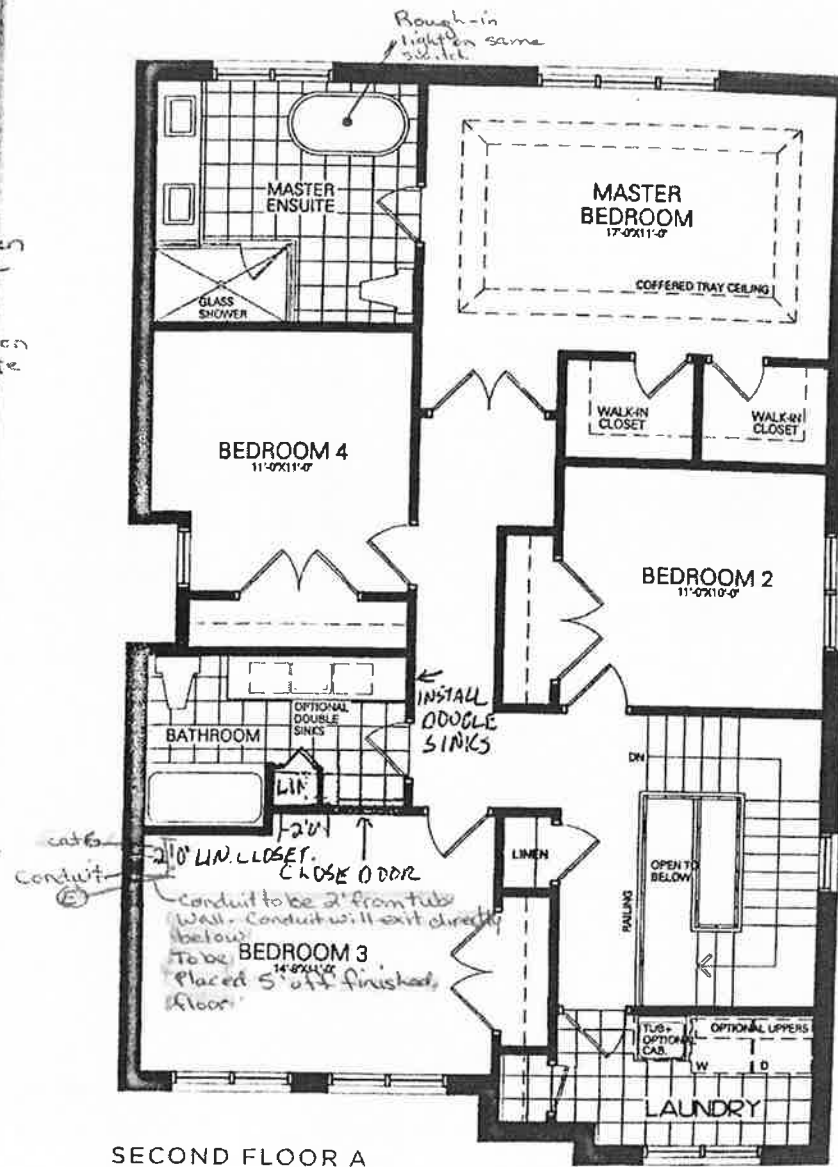 Rough-in
light on same
switch
MASTER
ENSUITE
GLASS
SHOWER
MASTER
BEDROOM
17'-0"X11'-0"
COFFERED TRAY CEILING
WALK-IN
CLOSET
WALK-IN
CLOSET
BEDROOM 4
11'-0"X11'-0"
BEDROOM 2
11'-0"X10'-0"
INSTALL
DOUBLE
SINKS
OPTIONAL
DOUBLE
SINKS
BATHROOM
LIN
DN
2'0"
2'0" LIN. CLOSET.
CLOSE DOOR
LINEN
OPEN TO
BELOW
RAILING
Conduit
E
Conduit to be 2' from tub
Wall. Conduit will exit directly
below
To be
Placed 5' off finished
floor.
BEDROOM 3
TUB+
OPTIONAL
CAB.
OPTIONAL UPPERS
W
D
LAUNDRY
SECOND FLOOR A